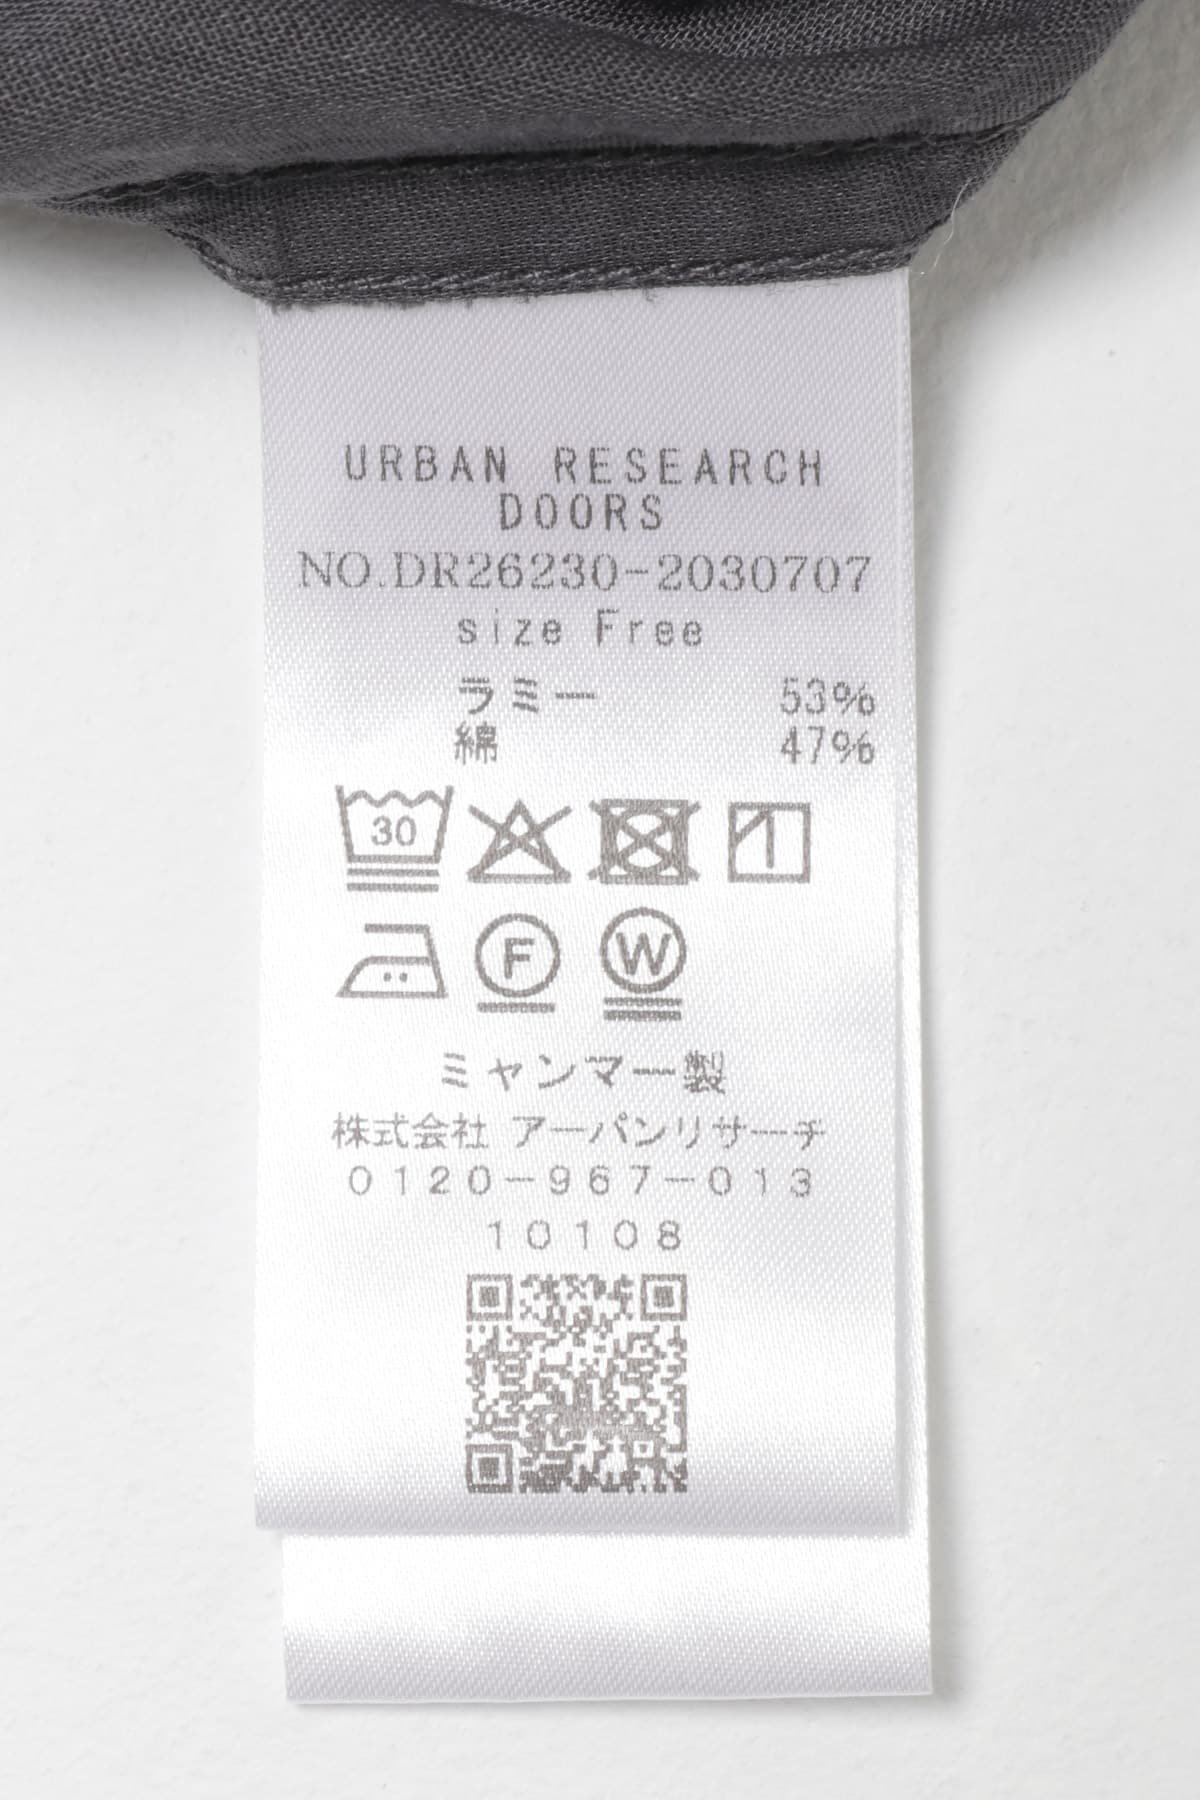 URBAN RESEARCH
DOORS
NO.DR26230-2030707
size Free
ラミー 53%
綿 47%
30
F W
ミャンマー製
株式会社 アーバンリサーチ
0120-967-013
10108